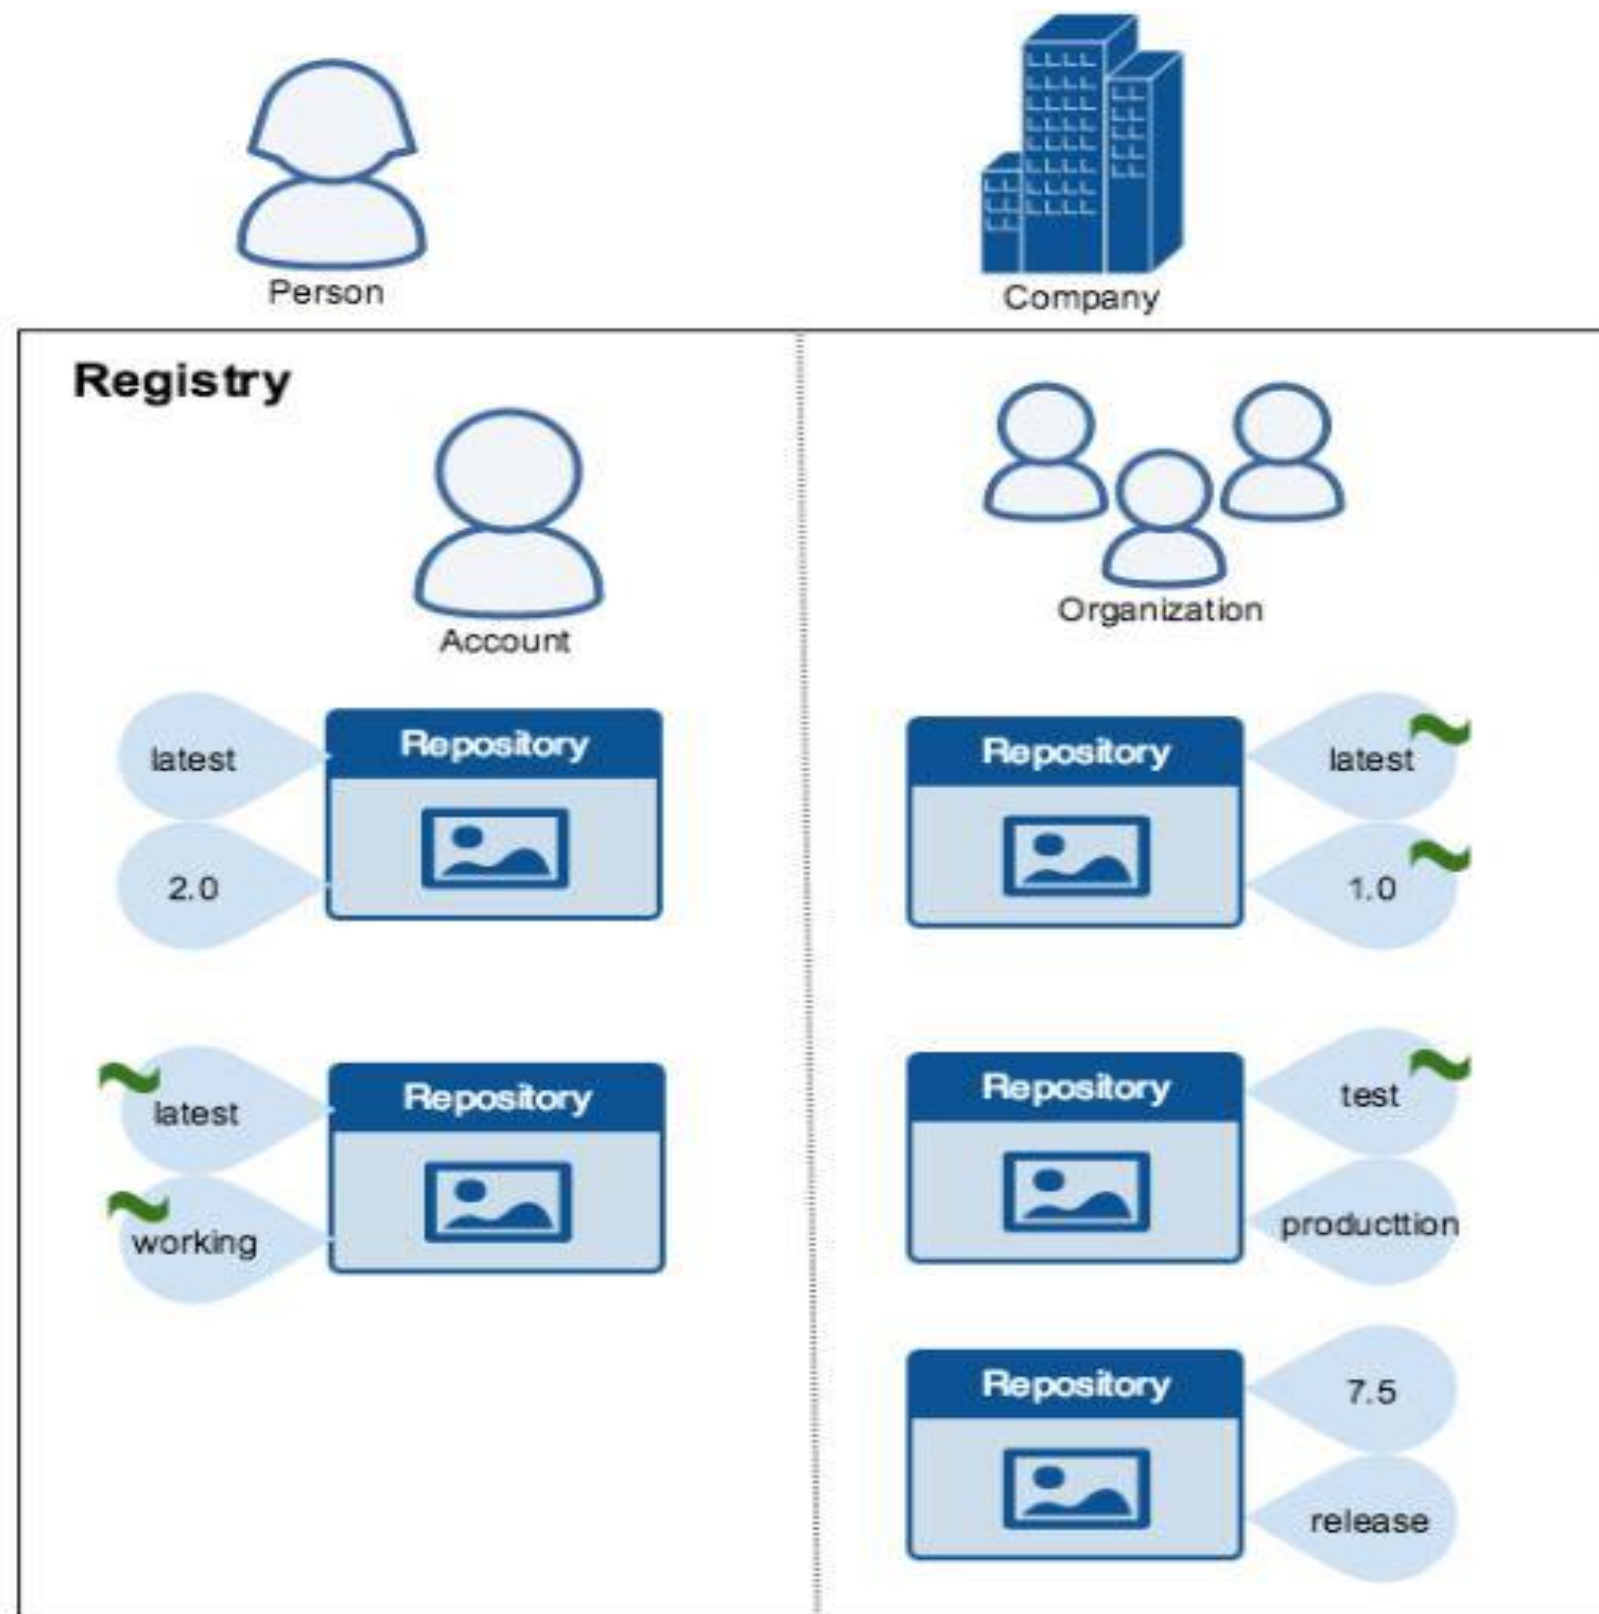 Person
Company
Registry
Account
Organization
latest
Repository
2.0
Repository
latest
1.0
latest
Repository
working
Repository
test
producttion
Repository
7.5
release